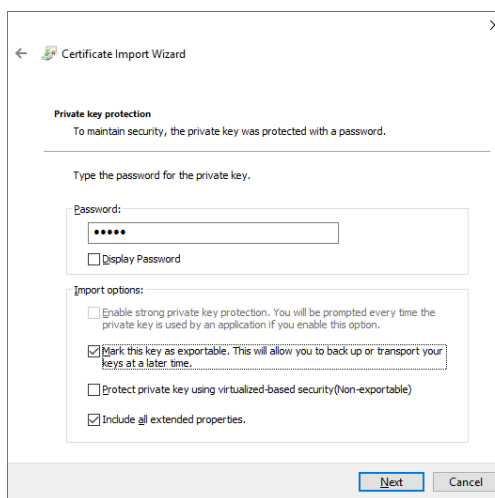 Certificate Import Wizard
Private key protection
To maintain security, the private key was protected with a password.
Type the password for the private key.
Password:
•••••
Display Password
Import options:
Enable strong private key protection. You will be prompted every time the
private key is used by an application if you enable this option.
Mark this key as exportable. This will allow you to back up or transport your
keys at a later time.
Protect private key using virtualized-based security(Non-exportable)
Include all extended properties.
Next Cancel